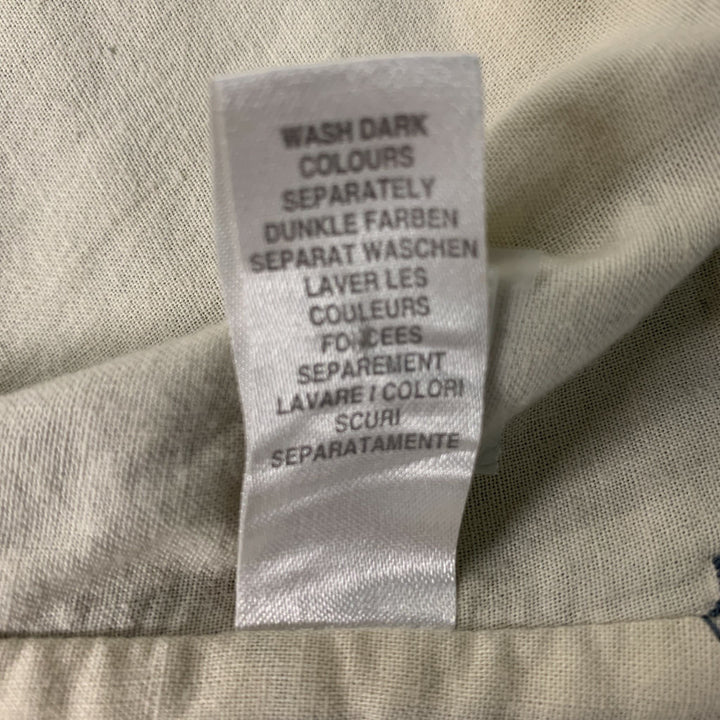 WASH DARK
COLOURS
SEPARATELY
DUNKLE FARBEN
SEPARAT WASCHEN
LAVER LES
COULEURS
FONCEES
SEPAREMENT
LAVARE I COLORI
SCURI
SEPARATAMENTE